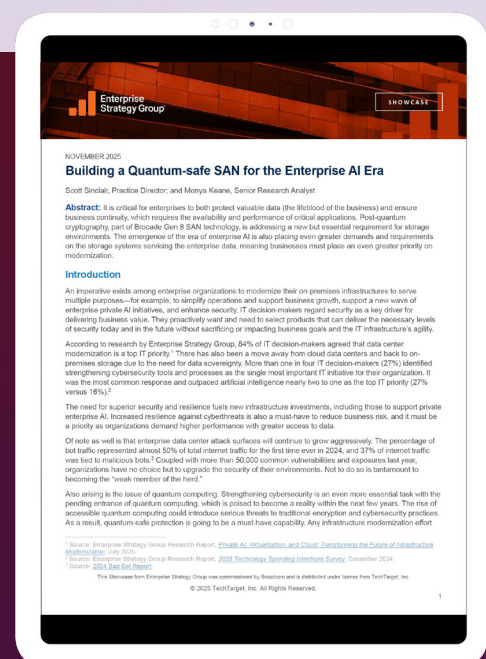 Enterprise
Strategy Group
SHOWCASE
NOVEMBER 2025
Building a Quantum-safe SAN for the Enterprise AI Era
Scott Sinclair, Practice Director; and Monya Keane, Senior Research Analyst
Abstract: It is critical for enterprises to both protect valuable data (the lifeblood of the business) and ensure
business continuity, which requires the availability and performance of critical applications. Post-quantum
cryptography, part of Brocade Gen 8 SAN technology, is addressing a new but essential requirement for storage
environments. The emergence of the era of enterprise AI is also placing even greater demands and requirements
on the storage systems servicing the enterprise data, meaning businesses must place an even greater priority on
modernization.
Introduction
An imperative exists among enterprise organizations to modernize their on-premises infrastructures to serve
multiple purposes—for example, to simplify operations and support business growth, support a new wave of
enterprise private AI initiatives, and enhance security. IT decision-makers regard security as a key driver for
delivering business value. They proactively want and need to select products that can deliver the necessary levels
of security today and in the future without sacrificing or impacting business goals and the IT infrastructure's agility.
According to research by Enterprise Strategy Group, 84% of IT decision-makers agreed that data center
modernization is a top IT priority.¹ There has also been a move away from cloud data centers and back to on-
premises storage due to the need for data sovereignty. More than one in four IT decision-makers (27%) identified
strengthening cybersecurity tools and processes as the single most important IT initiative for their organization. It
was the most common response and outpaced artificial intelligence nearly two to one as the top IT priority (27%
versus 16%).²
The need for superior security and resilience fuels new infrastructure investments, including those to support private
enterprise AI. Increased resilience against cyberthreats is also a must-have to reduce business risk, and it must be
a priority as organizations demand higher performance with greater access to data.
Of note as well is that enterprise data center attack surfaces will continue to grow aggressively. The percentage of
bot traffic represented almost 50% of total internet traffic for the first time ever in 2024, and 37% of internet traffic
was tied to malicious bots.³ Coupled with more than 50,000 common vulnerabilities and exposures last year,
organizations have no choice but to upgrade the security of their environments. Not to do so is tantamount to
becoming the "weak member of the herd."
Also arising is the issue of quantum computing. Strengthening cybersecurity is an even more essential task with the
pending entrance of quantum computing, which is poised to become a reality within the next few years. The rise of
accessible quantum computing could introduce serious threats to traditional encryption and cybersecurity practices.
As a result, quantum-safe protection is going to be a must-have capability. Any infrastructure modernization effort
¹ Source: Enterprise Strategy Group Research Report, Private AI, Virtualization, and Cloud: Transforming the Future of Infrastructure
Modernization, July 2025.
² Source: Enterprise Strategy Group Research Report, 2025 Technology Spending Intentions Survey, December 2024.
³ Source: 2024 Bad Bot Report.
This Showcase from Enterprise Strategy Group was commissioned by Broadcom and is distributed under license from TechTarget, Inc.
© 2025 TechTarget, Inc. All Rights Reserved.
1